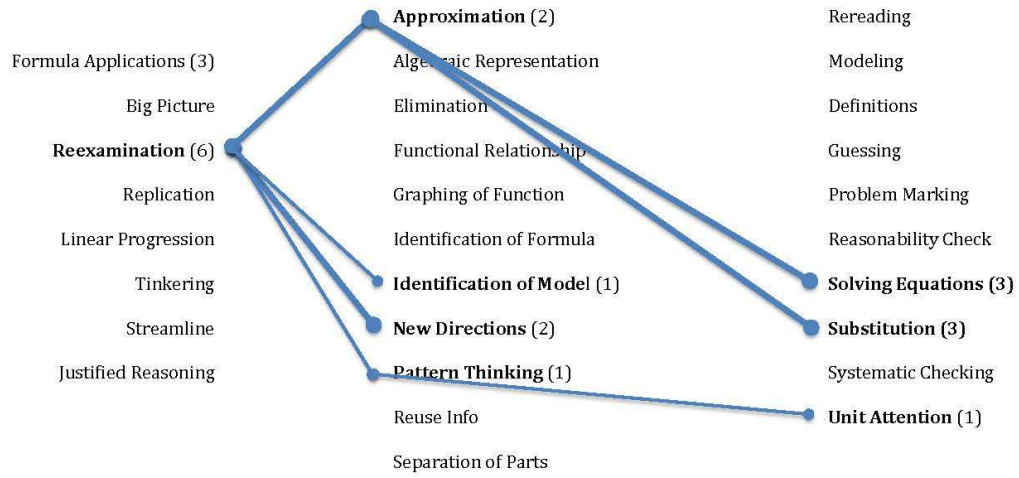 Approximation (2)
Rereading
Formula Applications (3)
Algebraic Representation
Modeling
Big Picture
Elimination
Definitions
Reexamination (6)
Functional Relationship
Guessing
Replication
Graphing of Function
Problem Marking
Linear Progression
Identification of Formula
Reasonability Check
Tinkering
Identification of Model (1)
Solving Equations (3)
Streamline
New Directions (2)
Substitution (3)
Justified Reasoning
Pattern Thinking (1)
Systematic Checking
Reuse Info
Unit Attention (1)
Separation of Parts